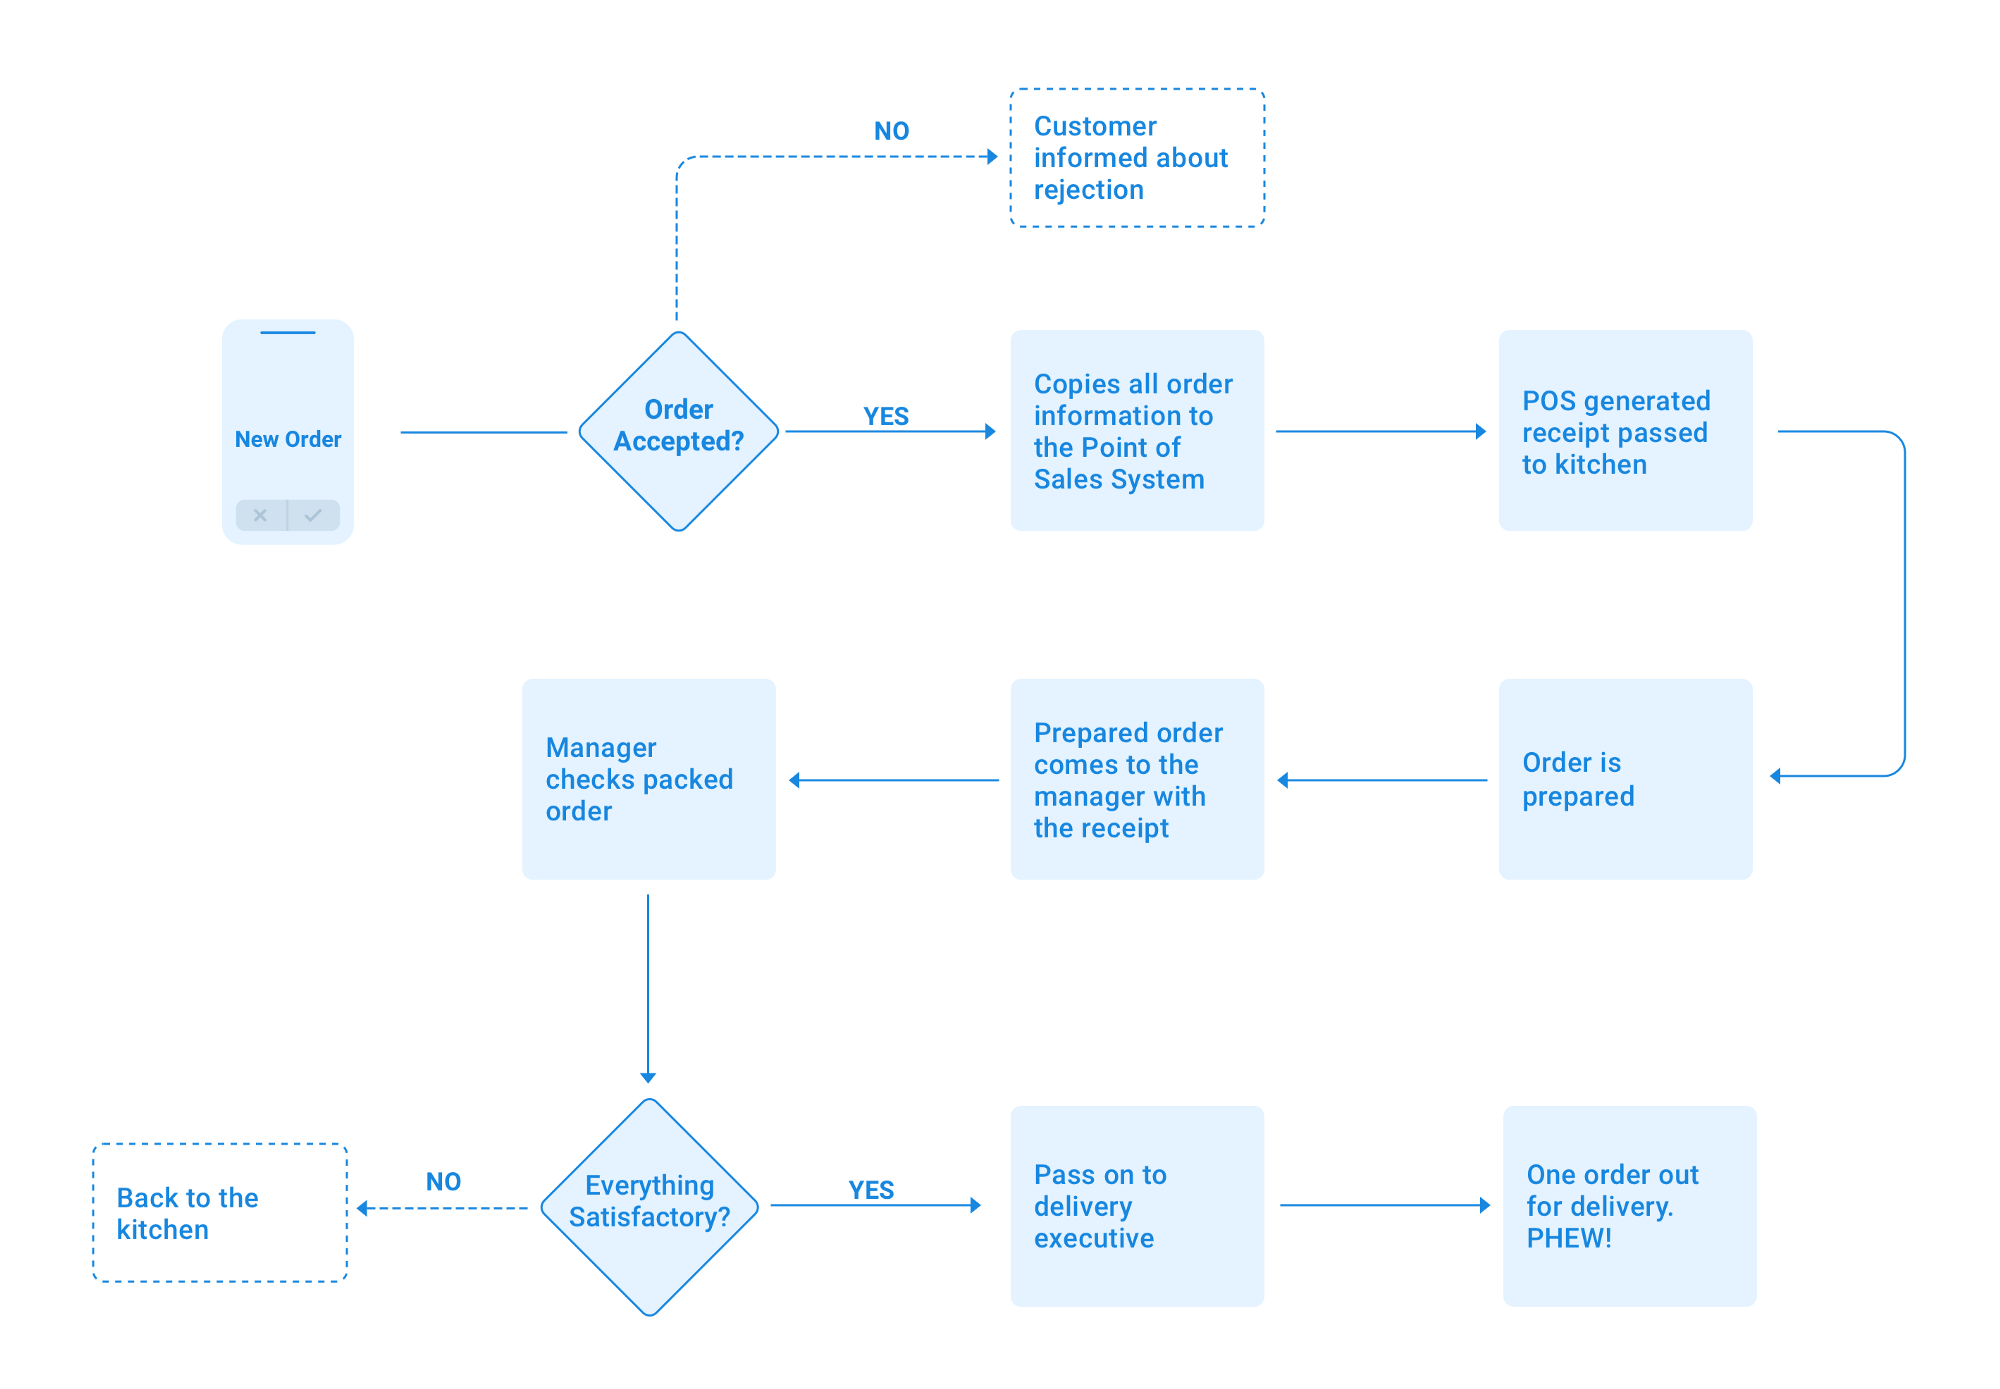 NO
Customer
informed about
rejection
New Order
Order
Accepted?
YES
Copies all order
information to
the Point of
Sales System
POS generated
receipt passed
to kitchen
Manager
checks packed
order
Prepared order
comes to the
manager with
the receipt
Order is
prepared
Back to the
kitchen
NO
Everything
Satisfactory?
YES
Pass on to
delivery
executive
One order out
for delivery.
PHEW!